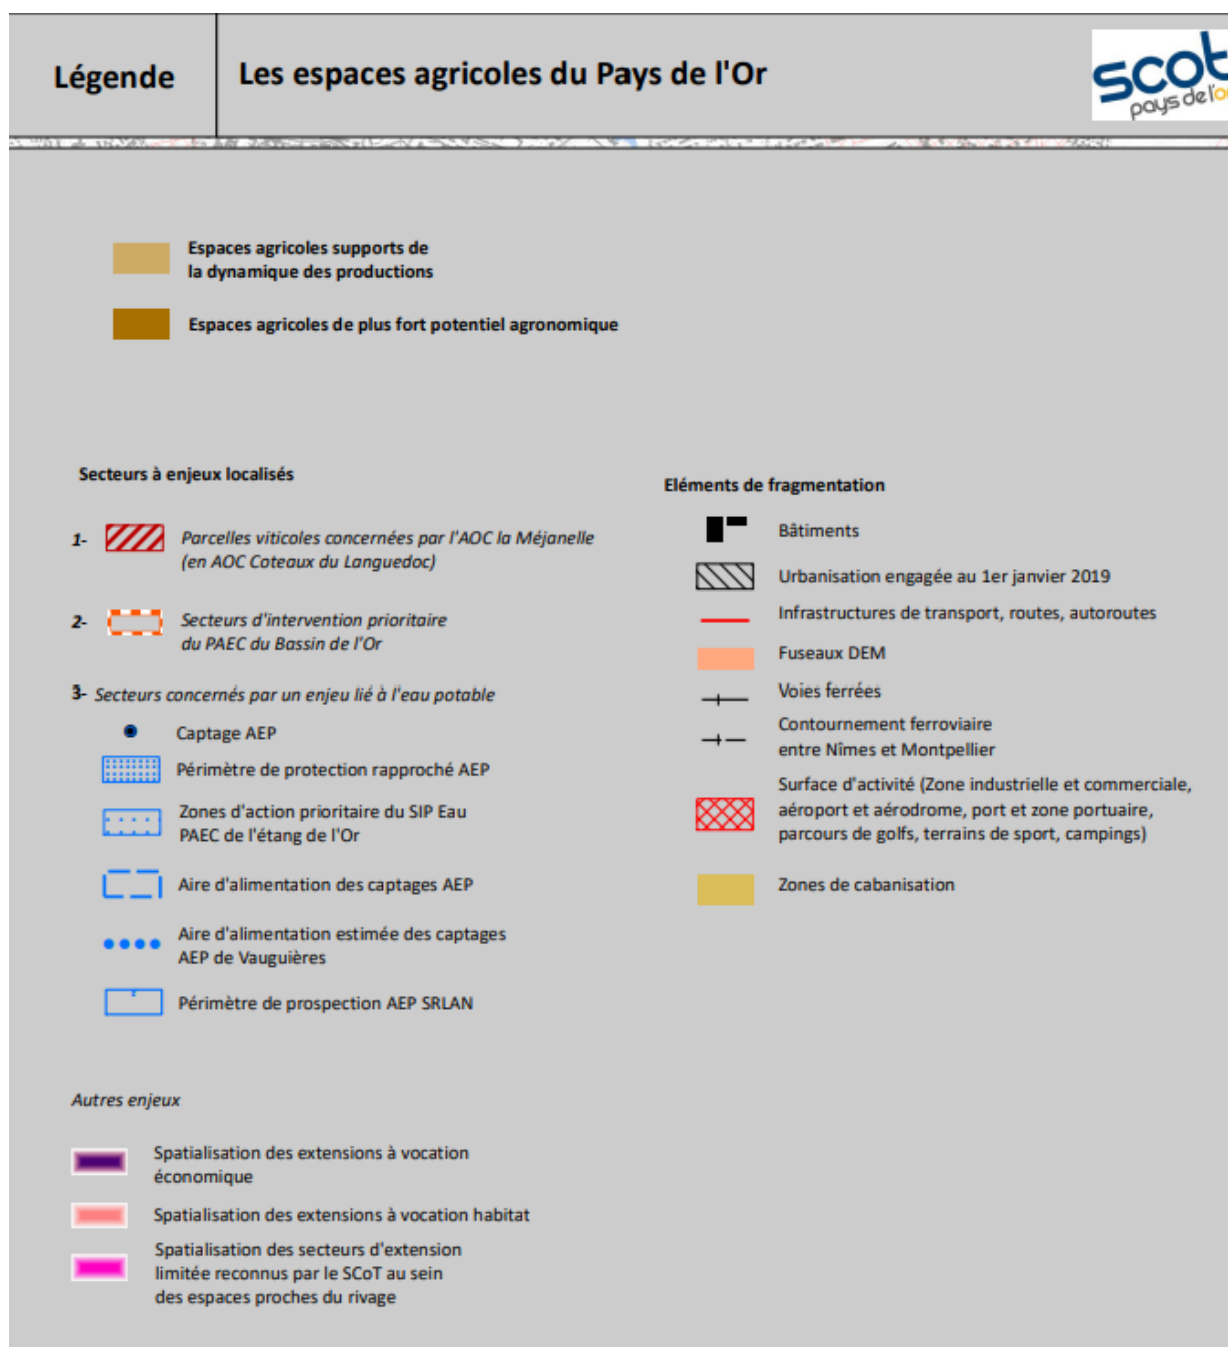 Légende
Les espaces agricoles du Pays de l'Or
scot
pays de l'or
Espaces agricoles supports de
la dynamique des productions
Espaces agricoles de plus fort potentiel agronomique
Secteurs à enjeux localisés
1- Parcelles viticoles concernées par l'AOC la Méjanelle
(en AOC Coteaux du Languedoc)
2- Secteurs d'intervention prioritaire
du PAEC du Bassin de l'Or
3- Secteurs concernés par un enjeu lié à l'eau potable
Captage AEP
Périmètre de protection rapproché AEP
Zones d'action prioritaire du SIP Eau
PAEC de l'étang de l'Or
Aire d'alimentation des captages AEP
Aire d'alimentation estimée des captages
AEP de Vauguières
Périmètre de prospection AEP SRLAN
Eléments de fragmentation
Bâtiments
Urbanisation engagée au 1er janvier 2019
Infrastructures de transport, routes, autoroutes
Fuseaux DEM
Voies ferrées
Contournement ferroviaire
entre Nîmes et Montpellier
Surface d'activité (Zone industrielle et commerciale,
aéroport et aérodrome, port et zone portuaire,
parcours de golfs, terrains de sport, campings)
Zones de cabanisation
Autres enjeux
Spatialisation des extensions à vocation
économique
Spatialisation des extensions à vocation habitat
Spatialisation des secteurs d'extension
limitée reconnus par le SCoT au sein
des espaces proches du rivage